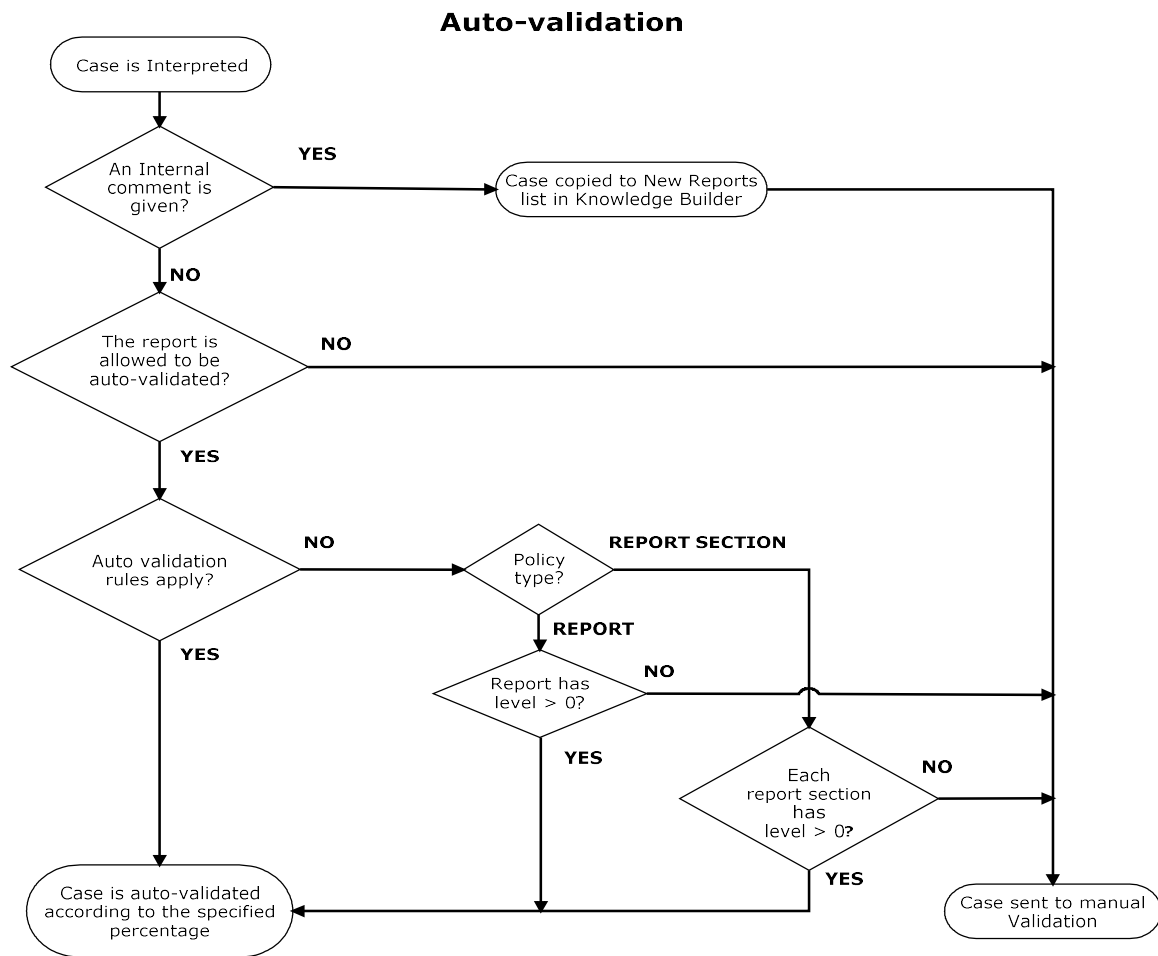 Auto-validation
Case is Interpreted
YES
An Internal
comment is
given?
Case copied to New Reports
list in Knowledge Builder
NO
The report is
allowed to be
auto-validated?
NO
YES
Auto validation
rules apply?
NO
Policy
type?
REPORT SECTION
REPORT
YES
Report has
level > 0?
NO
YES
Each
report section
has
level > 0?
NO
YES
Case is auto-validated
according to the specified
percentage
Case sent to manual
Validation